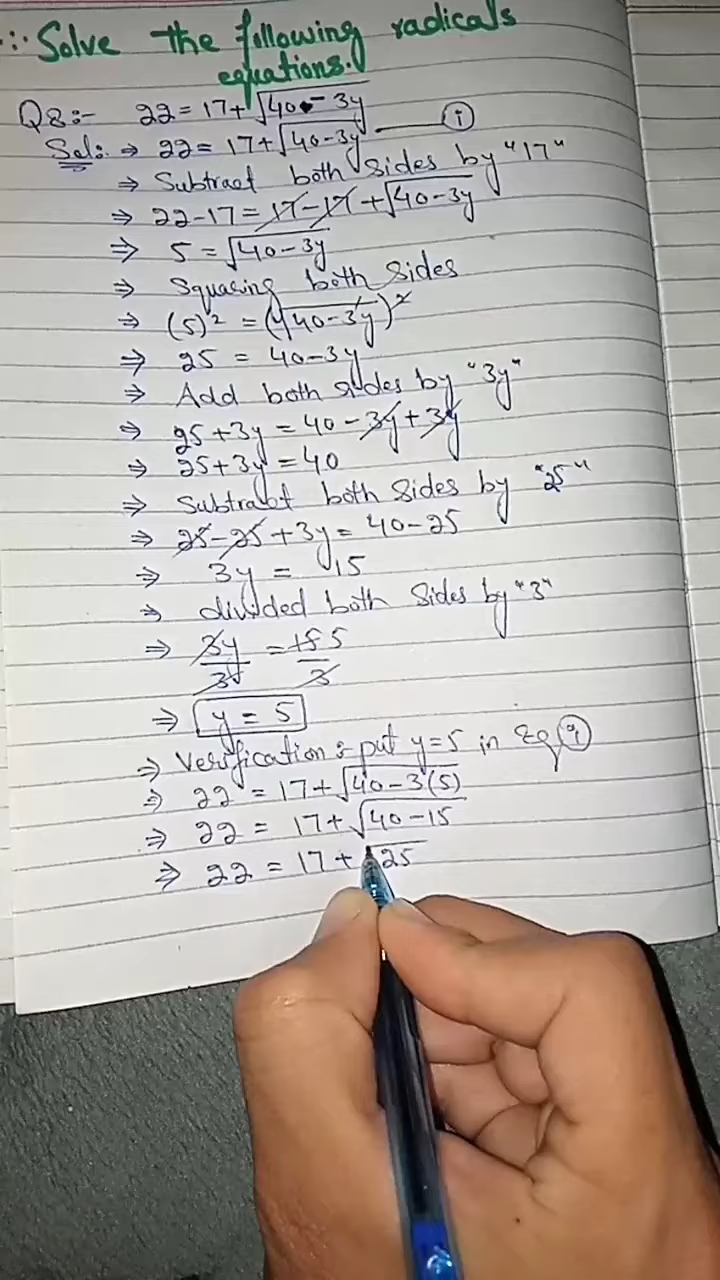 ∴ Solve the following radicals
equations.
Q8:- 22 = 17+√40-3y
Sol: ⇒ 22 = 17+√40-3y — (i)
⇒ Subtract both sides by "17"
⇒ 22-17 = 17-17+√40-3y
⇒ 5 = √40-3y
⇒ Squaring both sides
⇒ (5)² = (√40-3y)²
⇒ 25 = 40-3y
⇒ Add both sides by "3y"
⇒ 25+3y = 40-3y+3y
⇒ 25+3y = 40
⇒ Subtract both sides by "25"
⇒ 25-25+3y = 40-25
⇒ 3y = 15
⇒ divided both sides by "3"
⇒ 3y/3 = 15 5/3
⇒ y = 5
⇒ Verification: put y=5 in Eq (i)
⇒ 22 = 17+√40-3(5)
⇒ 22 = 17+√40-15
⇒ 22 = 17+√25